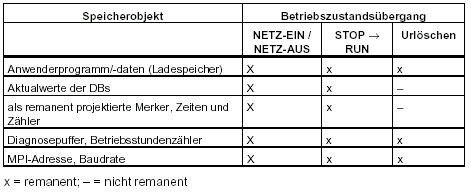 Speicherobjekt Betriebszustandsübergang
NETZ-EIN / STOP → Urlöschen
NETZ-AUS RUN
Anwenderprogramm/-daten (Ladespeicher) X x x
Aktualwerte der DBs X x –
als remanent projektierte Merker, Zeiten und X x –
Zähler
Diagnosepuffer, Betriebsstundenzähler X x x
MPI-Adresse, Baudrate X x x
x = remanent; – = nicht remanent